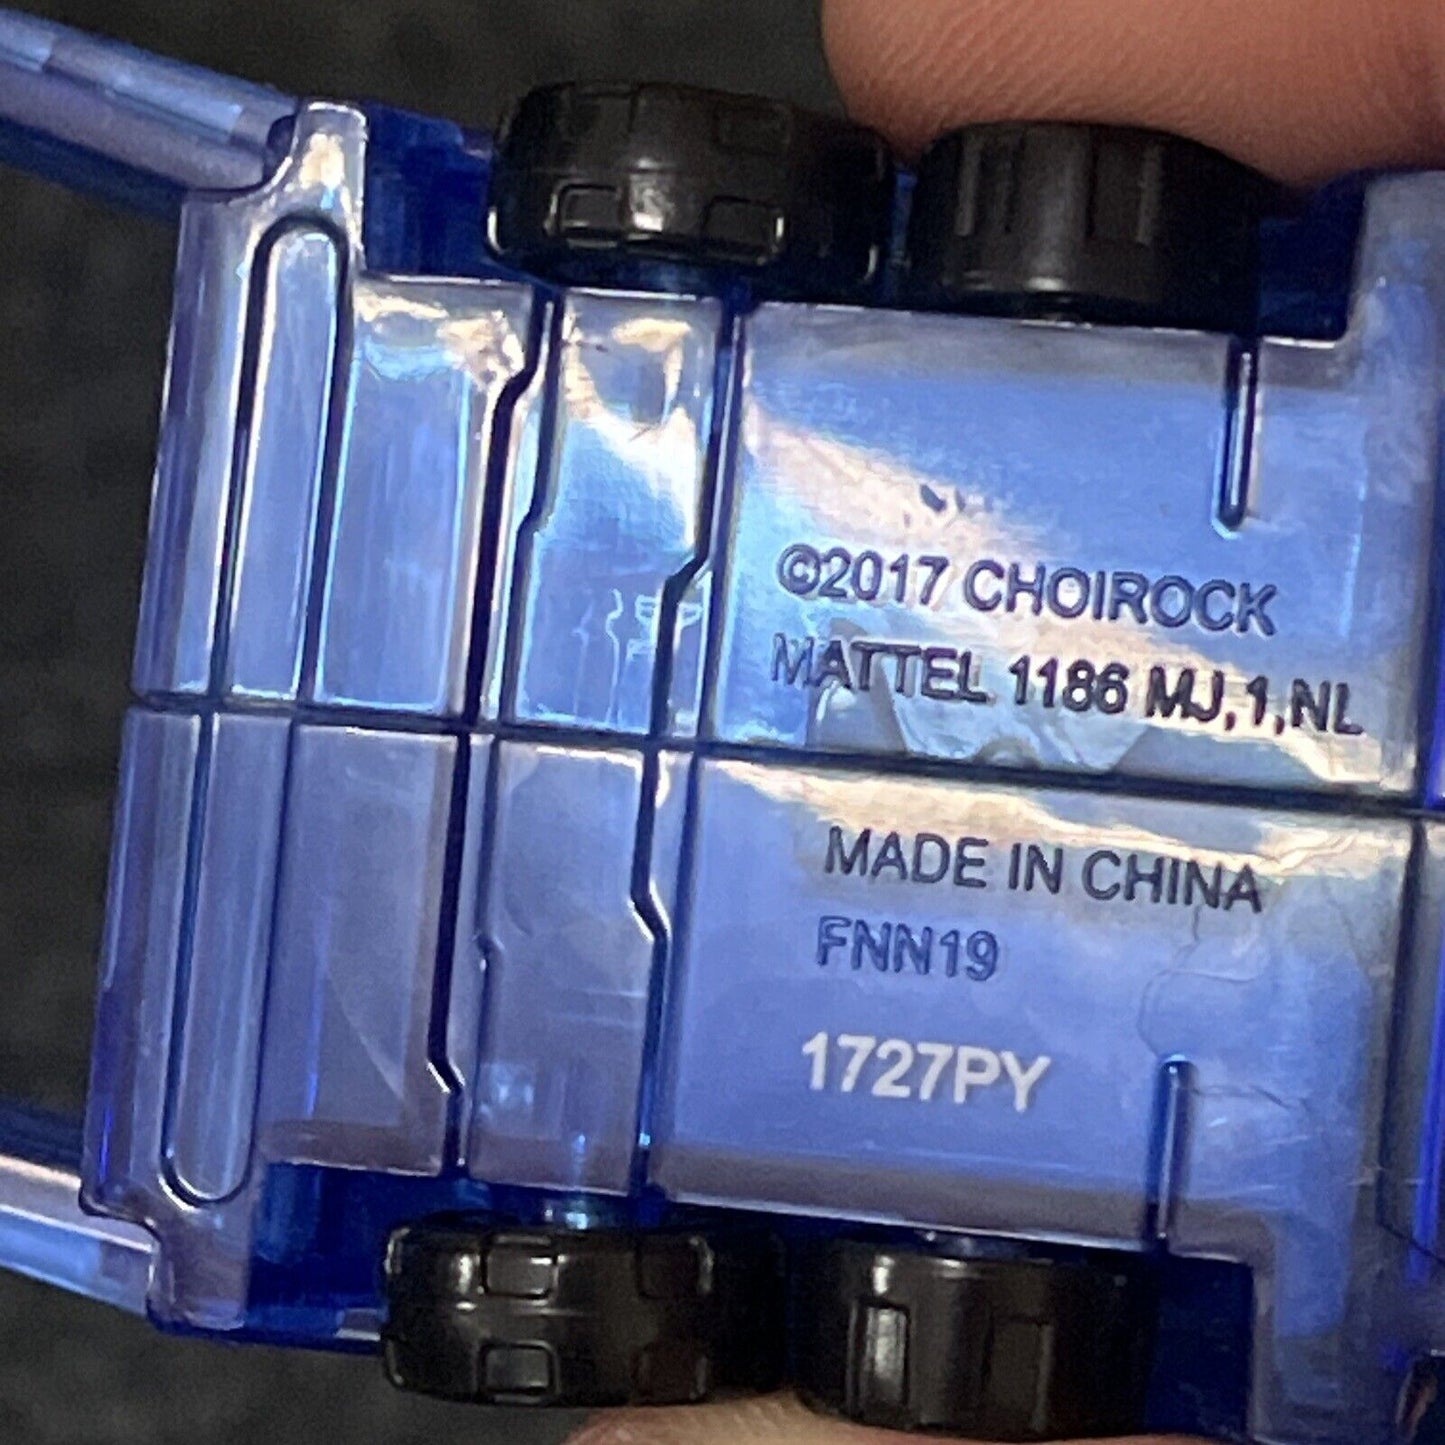 ©2017 CHOIROCK
MATTEL 1186 MJ,1,NL
MADE IN CHINA
FNN19
1727PY